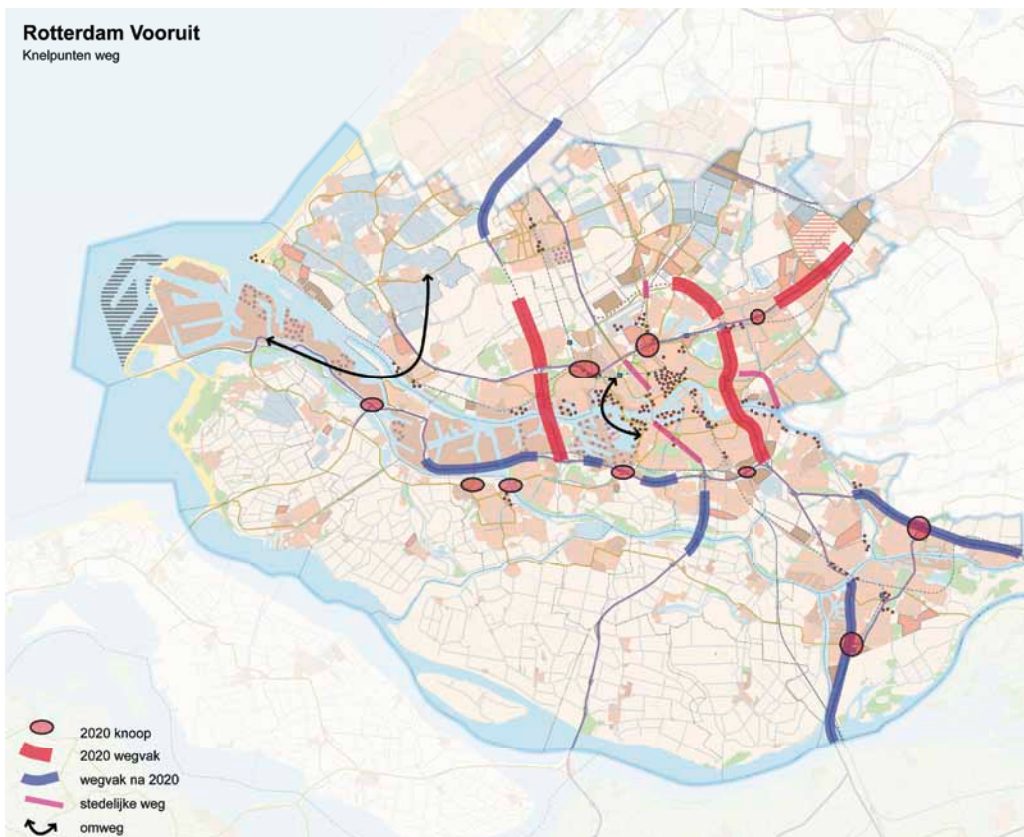 Rotterdam Vooruit
Knelpunten weg
2020 knoop
2020 wegvak
wegvak na 2020
stedelijke weg
omweg